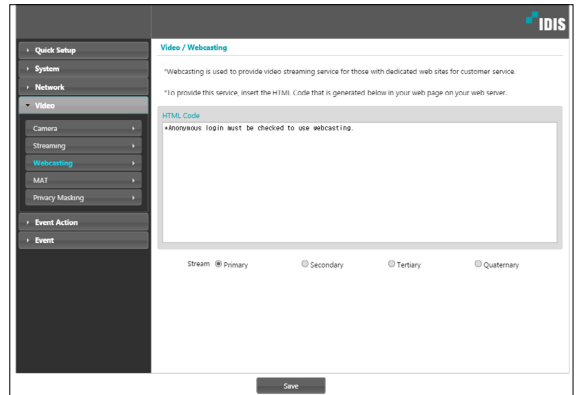 IDIS
Quick Setup
System
Network
Video
Camera
Streaming
Webcasting
MAT
Privacy Masking
Event Action
Event
Video / Webcasting
*Webcasting is used to provide video streaming service for those with dedicated web sites for customer service.
*To provide this service, insert the HTML Code that is generated below in your web page on your web server.
HTML Code
*Anonymous login must be checked to use webcasting.
Stream Primary Secondary Tertiary Quaternary
Save